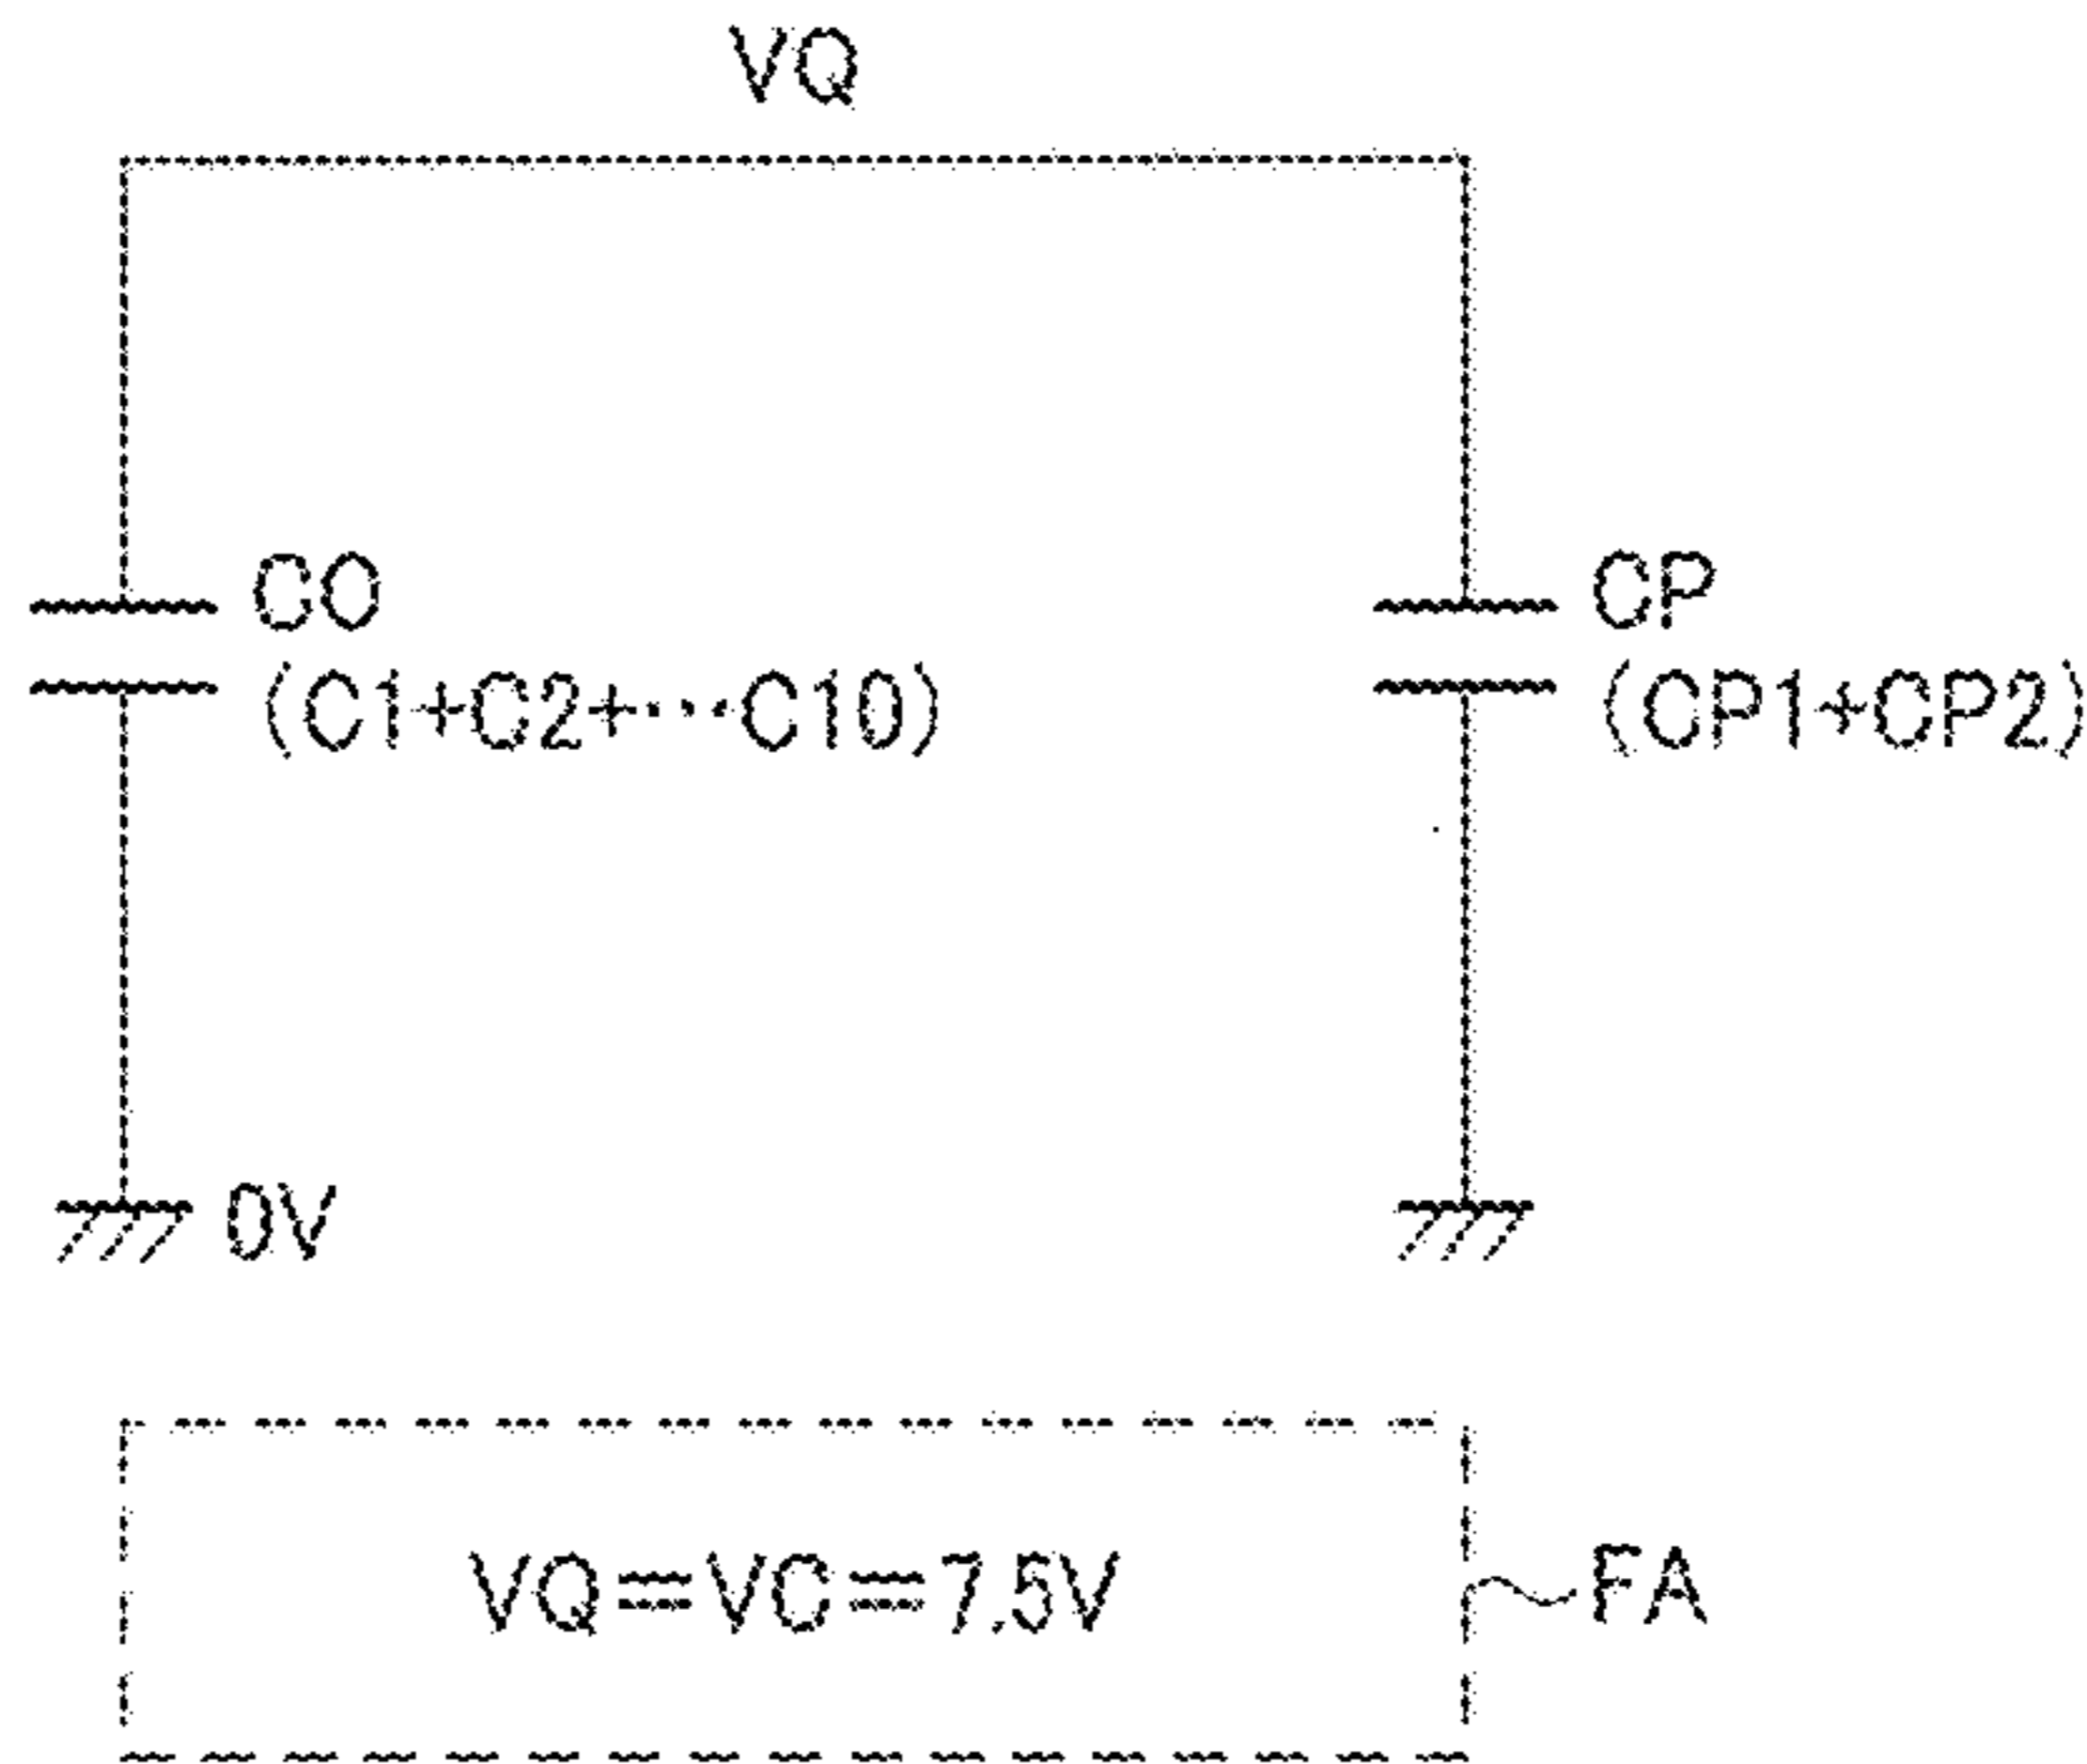 VQ
CO
(C1+C2+···C10)
CP
(CP1+CP2)
0V
VQ=VC=7.5V
FA